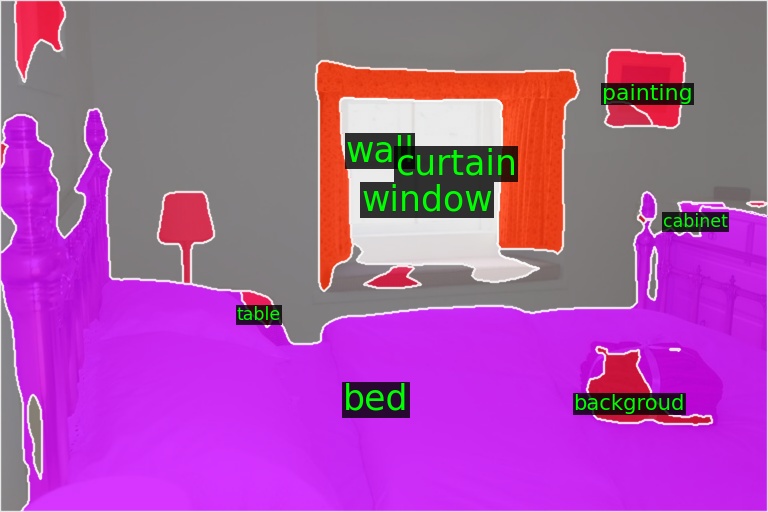 painting
wall
curtain
window
cabinet
table
bed
backgroud